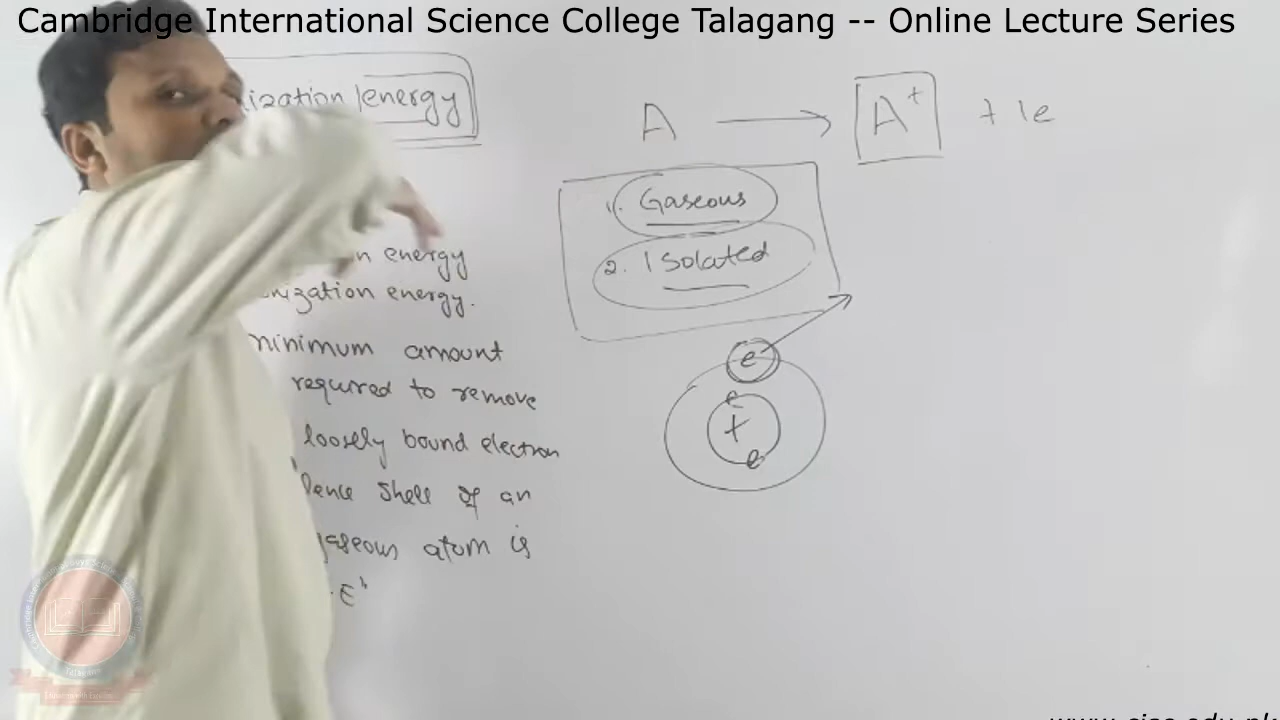 Cambridge International Science College Talagang -- Online Lecture Series
ization energy
A → A⁺ + 1e
1. Gaseous
2. Isolated
n energy
nization energy.
minimum amount
required to remove
loosely bound electron
lence shell of an
gaseous atom is
.E"
e
e
+
e
Talagang